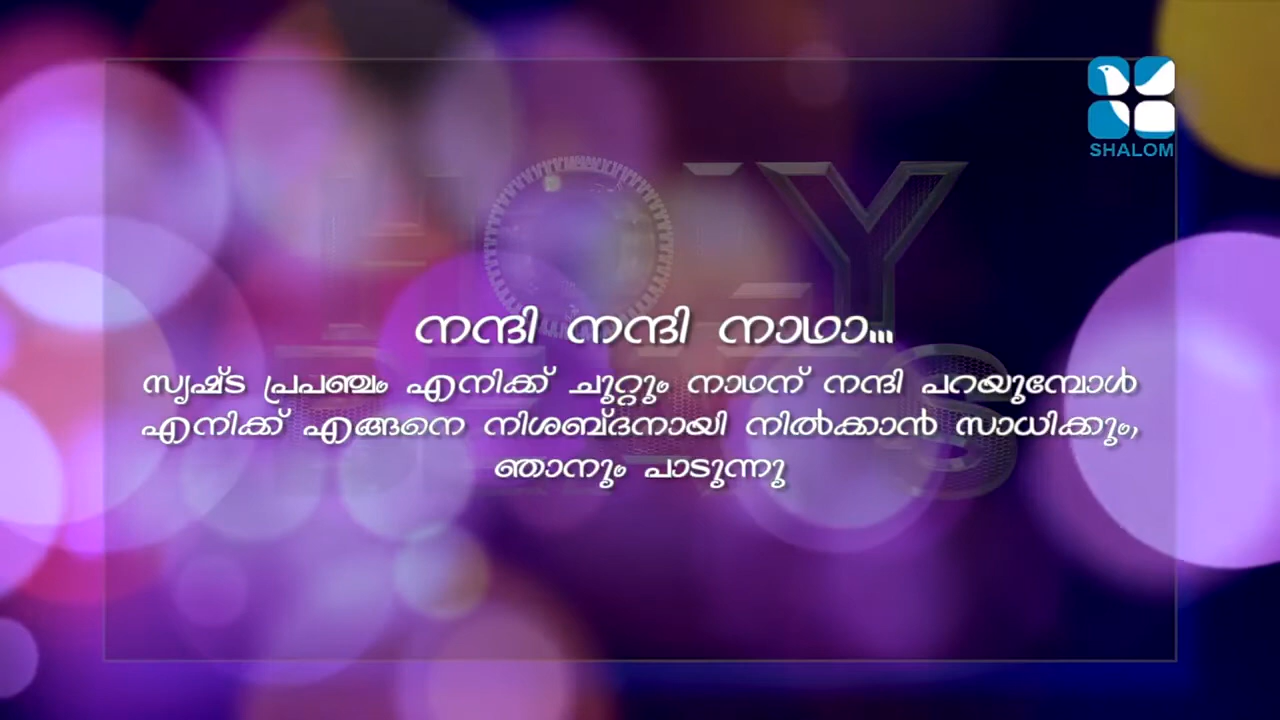 SHALOM
നന്ദി നന്ദി നാഥാ...
സൃഷ്ട പ്രപഞ്ചം എനിക്ക് ചുറ്റും നാഥന് നന്ദി പറയുമ്പോൾ
എനിക്ക് എങ്ങനെ നിശബ്ദനായി നിൽക്കാൻ സാധിക്കും,
ഞാനും പാടുന്നു